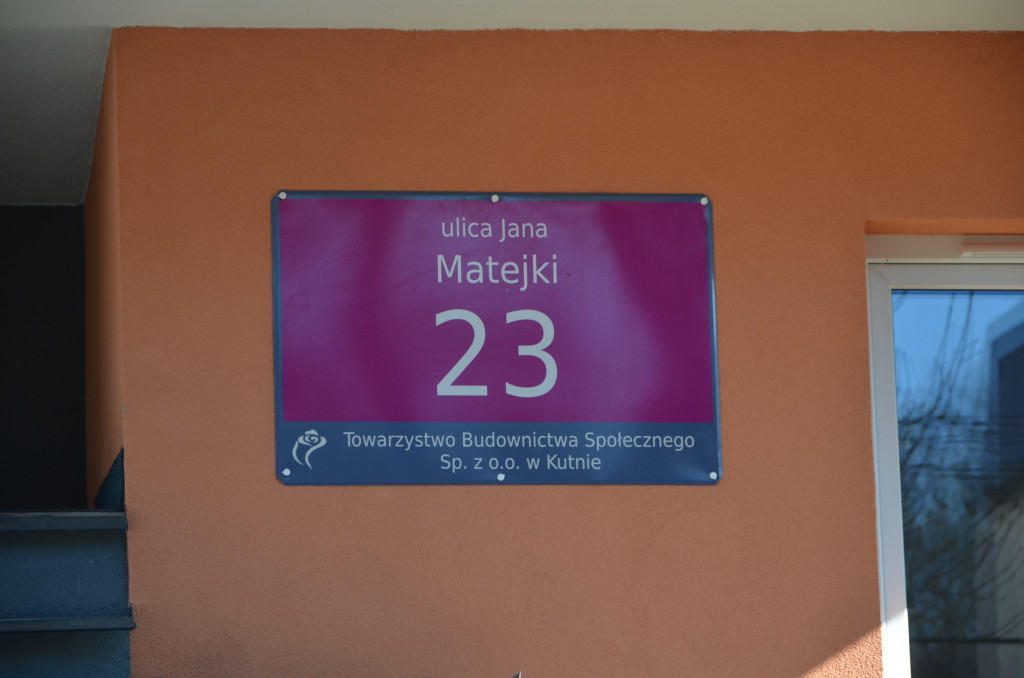 ulica Jana
Matejki
23
Towarzystwo Budownictwa Społecznego
Sp. z o.o. w Kutnie